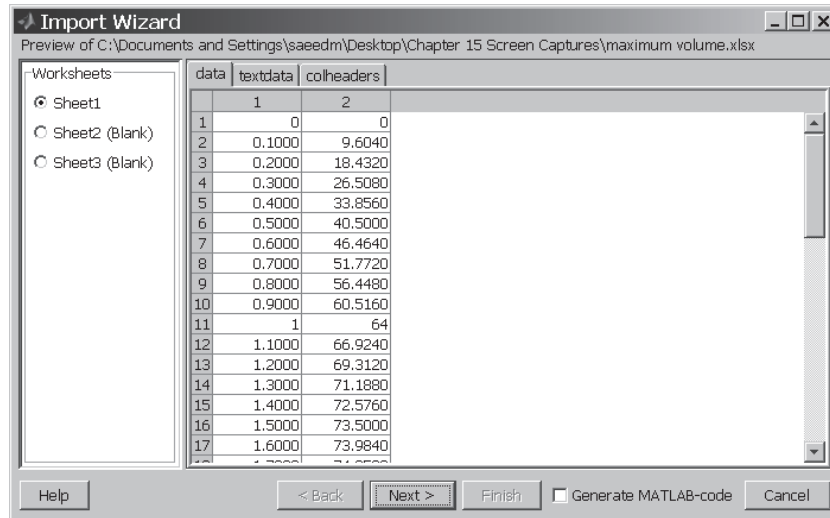 Import Wizard
Preview of C:\Documents and Settings\saeedm\Desktop\Chapter 15 Screen Captures\maximum volume.xlsx
Worksheets
Sheet1
Sheet2 (Blank)
Sheet3 (Blank)
data textdata colheaders
1 2
1 0 0
2 0.1000 9.6040
3 0.2000 18.4320
4 0.3000 26.5080
5 0.4000 33.8560
6 0.5000 40.5000
7 0.6000 46.4640
8 0.7000 51.7720
9 0.8000 56.4480
10 0.9000 60.5160
11 1 64
12 1.1000 66.9240
13 1.2000 69.3120
14 1.3000 71.1880
15 1.4000 72.5760
16 1.5000 73.5000
17 1.6000 73.9840
Help < Back Next > Finish Generate MATLAB-code Cancel